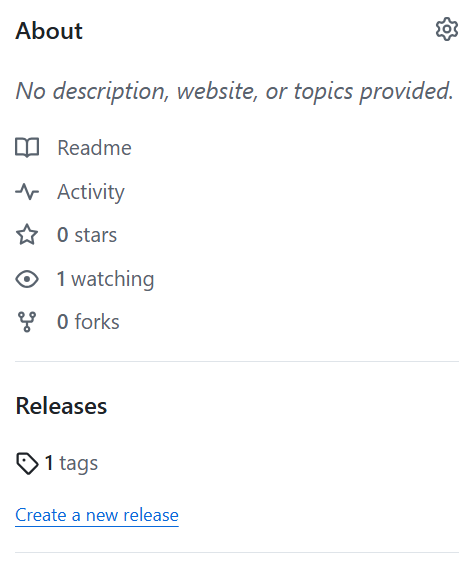 About
No description, website, or topics provided.
Readme
Activity
0 stars
1 watching
0 forks
Releases
1 tags
Create a new release